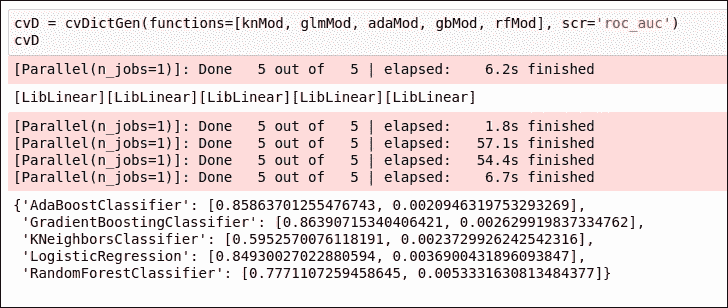 cvD = cvDictGen(functions=[knMod, glmMod, adaMod, gbMod, rfMod], scr='roc_auc')
cvD
[Parallel(n_jobs=1)]: Done   5 out of   5 | elapsed:    6.2s finished
[LibLinear][LibLinear][LibLinear][LibLinear][LibLinear]
[Parallel(n_jobs=1)]: Done   5 out of   5 | elapsed:    1.8s finished
[Parallel(n_jobs=1)]: Done   5 out of   5 | elapsed:   57.1s finished
[Parallel(n_jobs=1)]: Done   5 out of   5 | elapsed:   54.4s finished
[Parallel(n_jobs=1)]: Done   5 out of   5 | elapsed:    6.7s finished
{'AdaBoostClassifier': [0.85863701255476743, 0.0020946319753293269],
 'GradientBoostingClassifier': [0.86390715340406421, 0.002629919837334762],
 'KNeighborsClassifier': [0.5952570076118191, 0.0023729926242542316],
 'LogisticRegression': [0.84930027022880594, 0.0036900431896093847],
 'RandomForestClassifier': [0.7771107259458645, 0.0053331630813484377]}